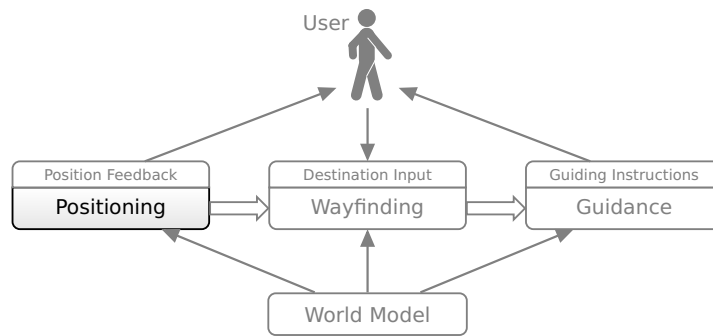 User
Position Feedback
Positioning
Destination Input
Wayfinding
Guiding Instructions
Guidance
World Model